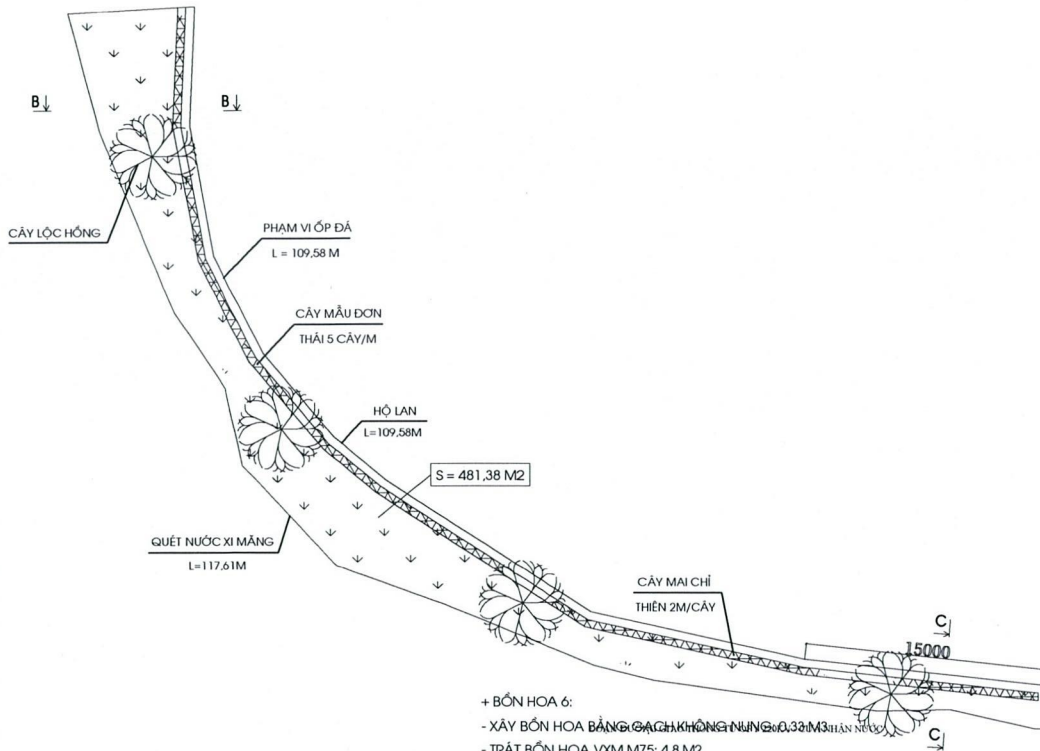 B B
CÂY LỘC HỒNG
PHẠM VI ỐP ĐÁ
L = 109,58 M
CÂY MẪU ĐƠN
THÁI 5 CÂY/M
HỘ LAN
L=109,58M
S = 481,38 M2
QUÉT NƯỚC XI MĂNG
L=117,61M
CÂY MAI CHỈ
THIÊN 2M/CÂY
C
15000
+ BỒN HOA 6:
- XÂY BỒN HOA BẰNG GẠCH KHÔNG NUNG: 0,33 M3
C
- TRÁT BỒN HOA VXM M75: 4,8 M2